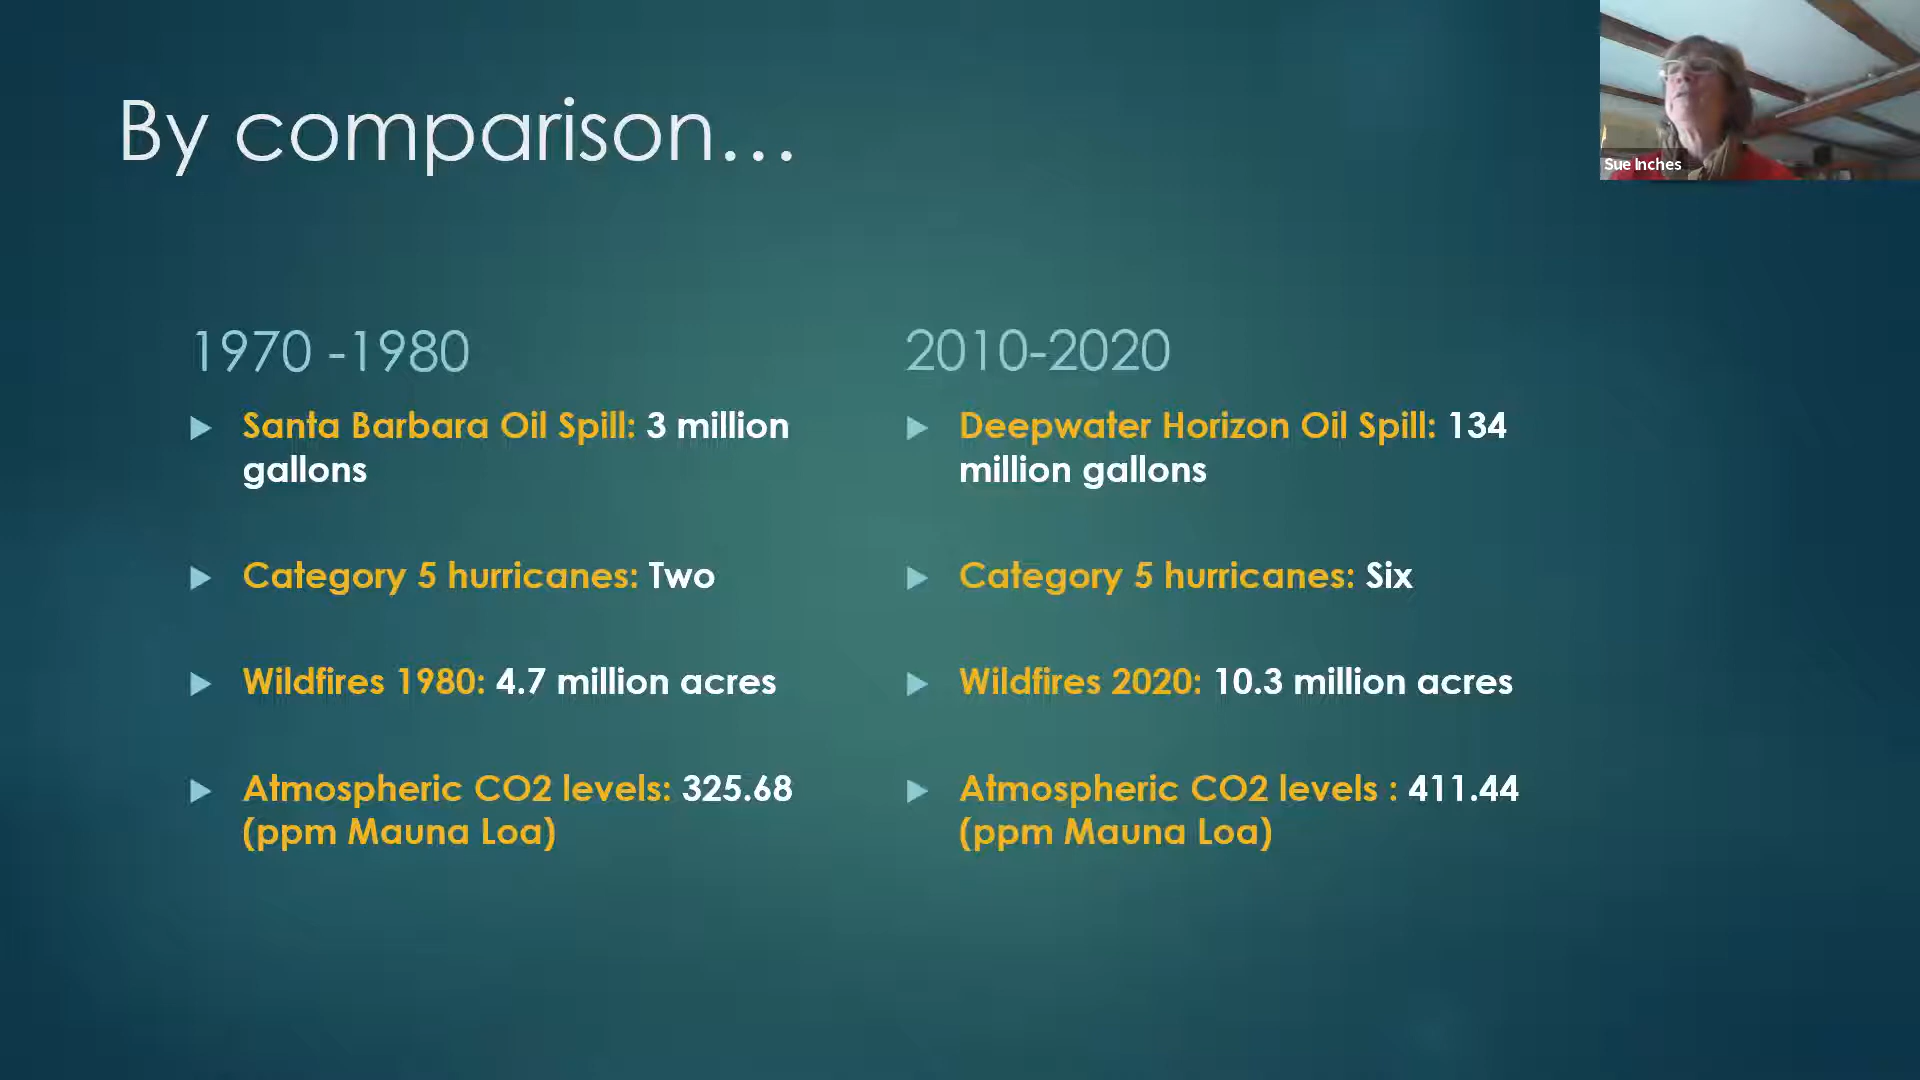 By comparison...
Sue Inches
1970 -1980
Santa Barbara Oil Spill: 3 million
gallons
Category 5 hurricanes: Two
Wildfires 1980: 4.7 million acres
Atmospheric CO2 levels: 325.68
(ppm Mauna Loa)
2010-2020
Deepwater Horizon Oil Spill: 134
million gallons
Category 5 hurricanes: Six
Wildfires 2020: 10.3 million acres
Atmospheric CO2 levels : 411.44
(ppm Mauna Loa)